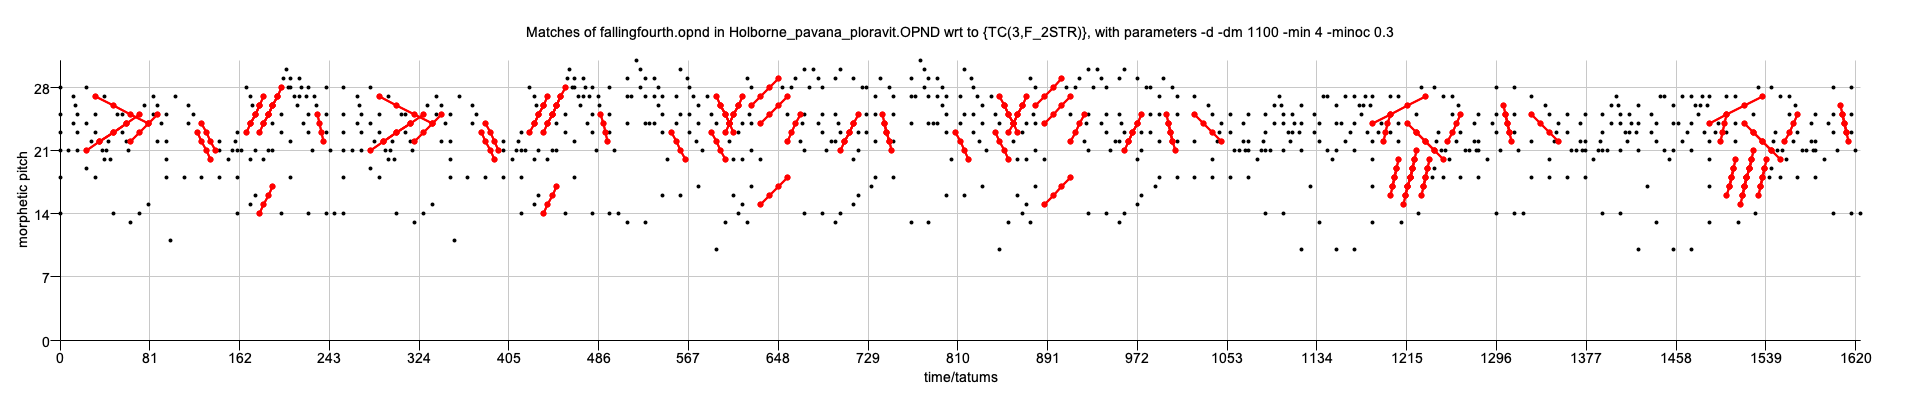 Matches of fallingfourth.opnd in Holborne_pavana_ploravit.OPND wrt to {TC(3,F_2STR)}, with parameters -d -dm 1100 -min 4 -minoc 0.3
morphetic pitch
28
21
14
7
0
0 81 162 243 324 405 486 567 648 729 810 891 972 1053 1134 1215 1296 1377 1458 1539 1620
time/tatums